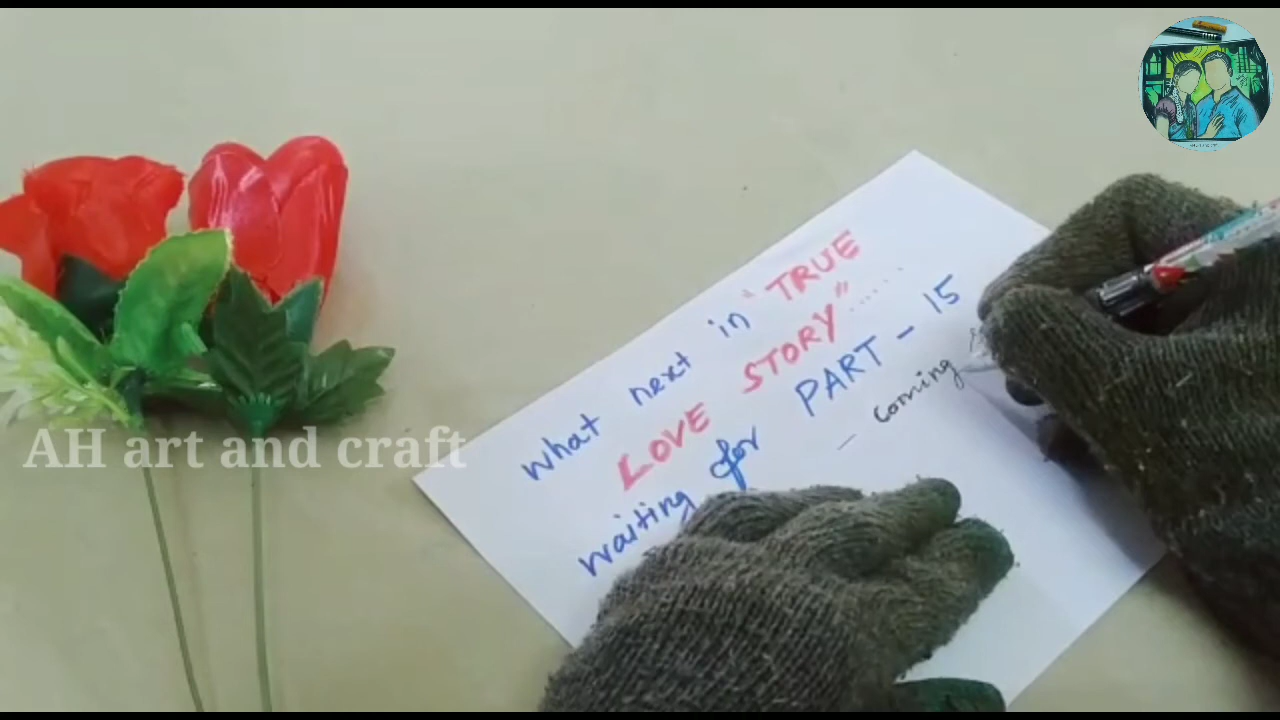 what next in "TRUE
LOVE STORY".....
waiting for PART - 15
- Coming
AH art and craft